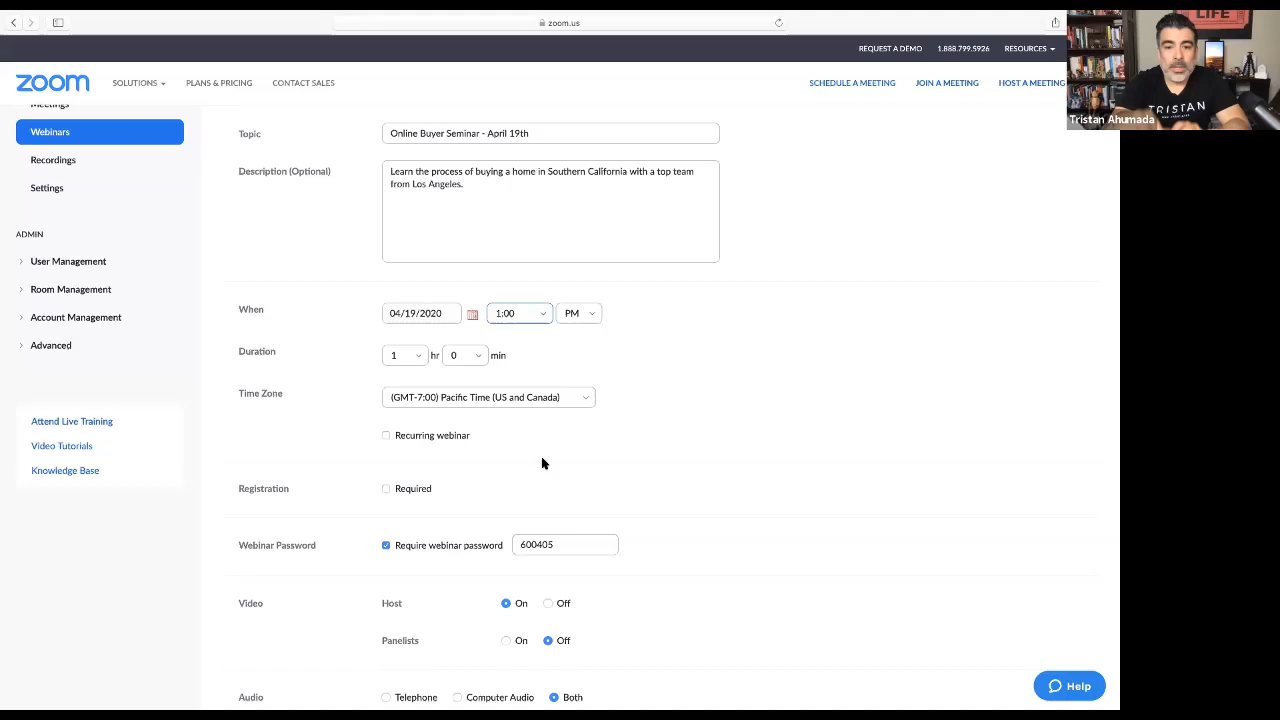 zoom.us
REQUEST A DEMO 1.888.799.5926 RESOURCES
LIFE
zoom SOLUTIONS PLANS & PRICING CONTACT SALES SCHEDULE A MEETING JOIN A MEETING HOST A MEETING
TRISTAN
Tristan Ahumada
Meetings
Webinars
Recordings
Settings
ADMIN
User Management
Room Management
Account Management
Advanced
Attend Live Training
Video Tutorials
Knowledge Base
Topic Online Buyer Seminar - April 19th
Description (Optional) Learn the process of buying a home in Southern California with a top team
from Los Angeles.
When 04/19/2020 1:00 PM
Duration 1 hr 0 min
Time Zone (GMT-7:00) Pacific Time (US and Canada)
Recurring webinar
Registration Required
Webinar Password Require webinar password 600405
Video Host On Off
Panelists On Off
Audio Telephone Computer Audio Both
Help